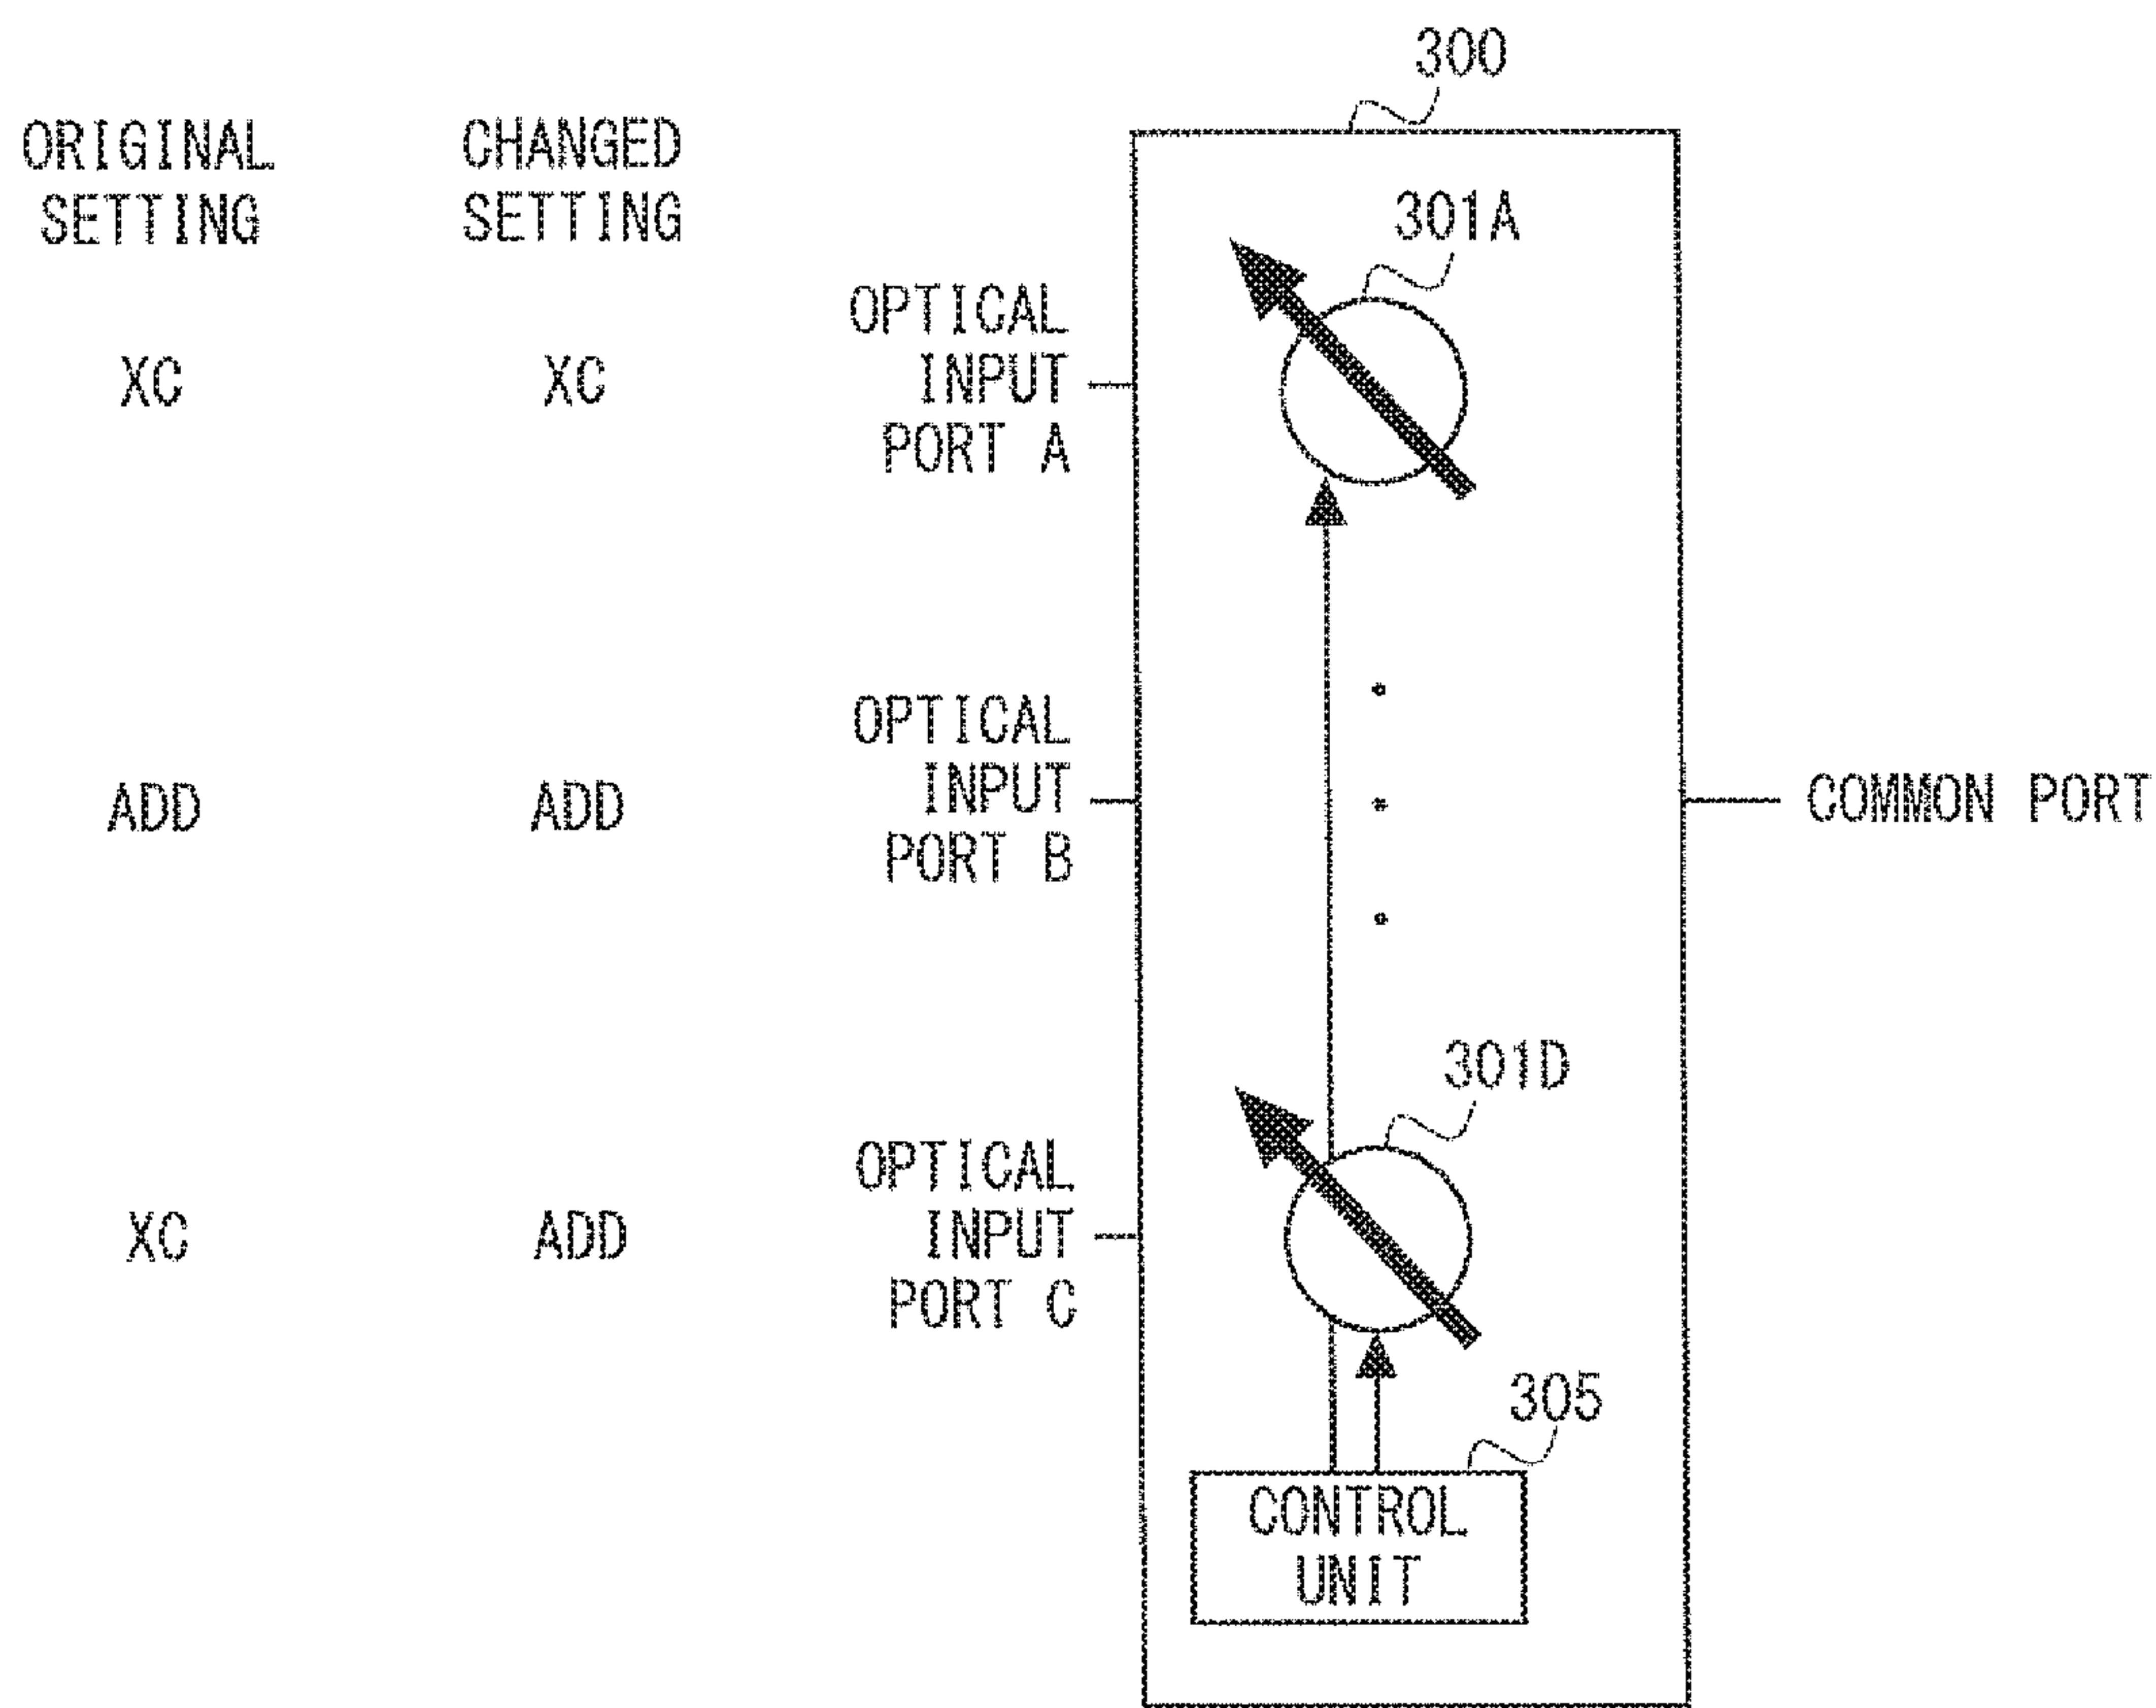 300
ORIGINAL
SETTING
CHANGED
SETTING
301A
OPTICAL
INPUT
PORT A
XC
XC
OPTICAL
INPUT
PORT B
ADD
ADD
COMMON PORT
301D
OPTICAL
INPUT
PORT C
XC
ADD
305
CONTROL
UNIT